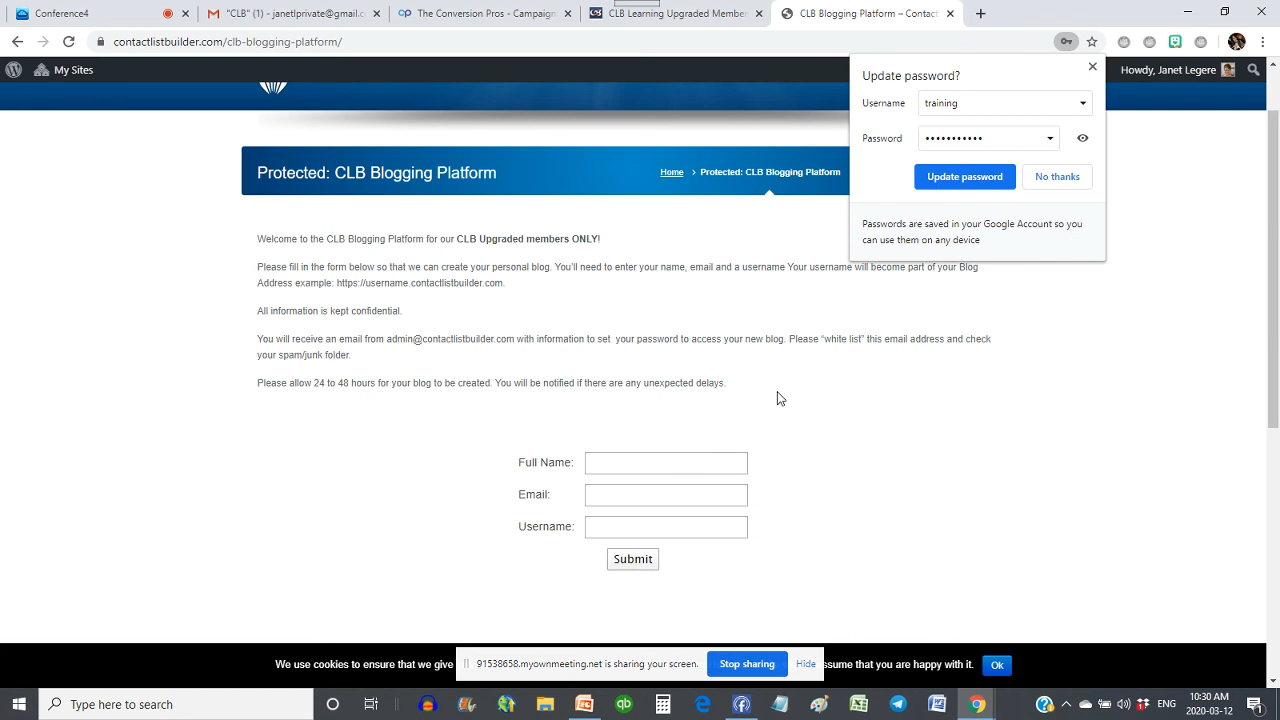 Conference4
"CLB" () - janetlprivate@gmail.c
The Conversion Pros - Campaign
CLB Learning Upgraded Member
CLB Blogging Platform – Contact
contactlistbuilder.com/clb-blogging-platform/
My Sites
Howdy, Janet Legere
Update password?
Username
training
Password
•••••••••••
Update password
No thanks
Passwords are saved in your Google Account so you
can use them on any device
Protected: CLB Blogging Platform
Home › Protected: CLB Blogging Platform
Welcome to the CLB Blogging Platform for our CLB Upgraded members ONLY!
Please fill in the form below so that we can create your personal blog. You’ll need to enter your name, email and a username Your username will become part of your Blog
Address example: https://username.contactlistbuilder.com.
All information is kept confidential.
You will receive an email from admin@contactlistbuilder.com with information to set your password to access your new blog. Please “white list” this email address and check
your spam/junk folder.
Please allow 24 to 48 hours for your blog to be created. You will be notified if there are any unexpected delays.
Full Name:
Email:
Username:
Submit
We use cookies to ensure that we give
91538658.myownmeeting.net is sharing your screen.
Stop sharing
Hide
ssume that you are happy with it.
Ok
Type here to search
ENG
10:30 AM
2020-03-12